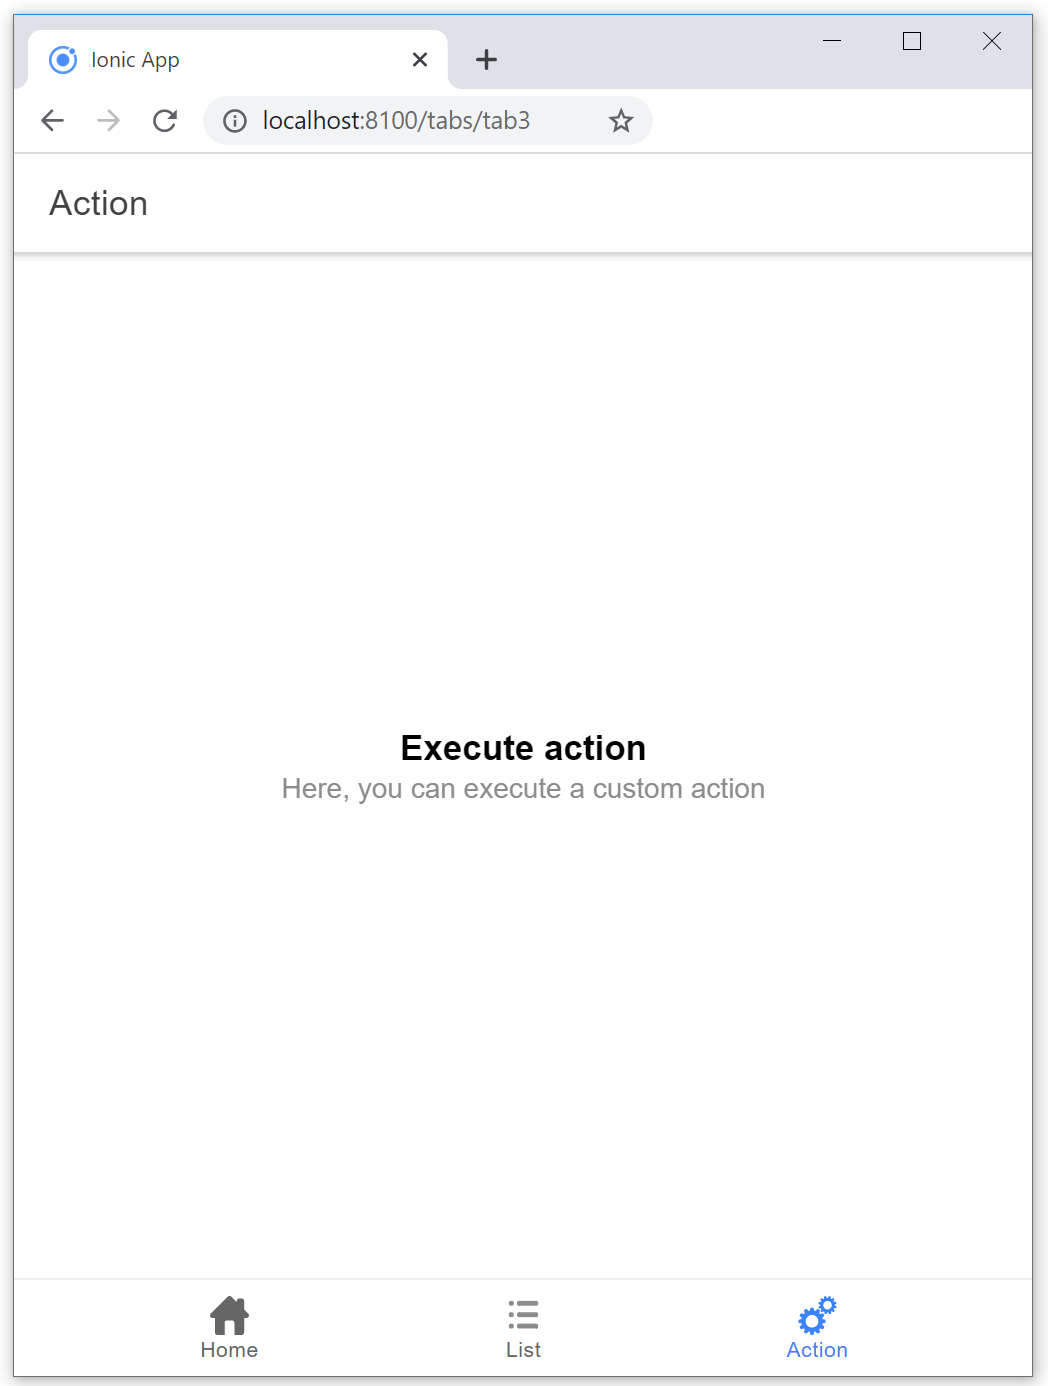 Ionic App
localhost:8100/tabs/tab3
Action
Execute action
Here, you can execute a custom action
Home
List
Action